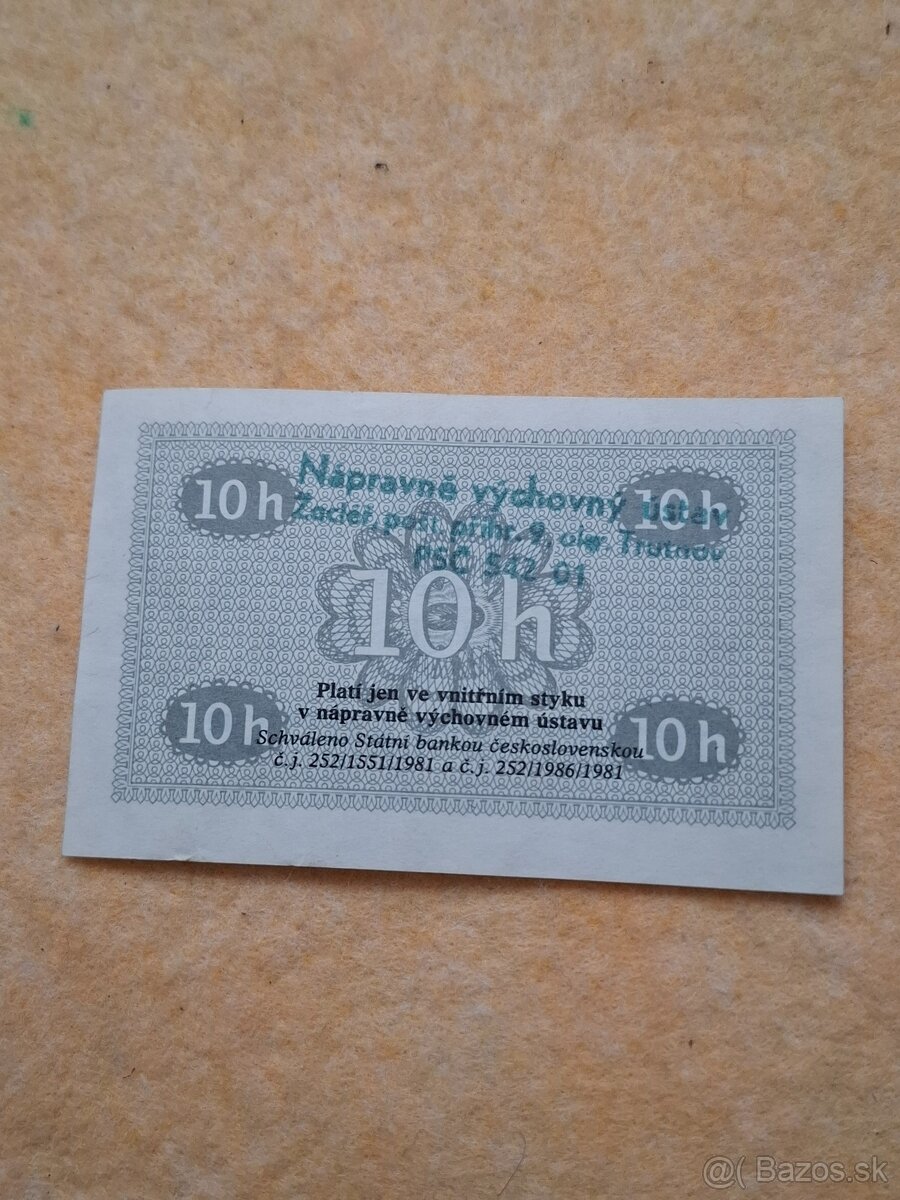 Nápravně výchovný ústav
10 h
10 h
Žacléř, pošt. přihr. 9, okr. Trutnov
PSČ 542 01
10 h
Platí jen ve vnitřním styku
v nápravně výchovném ústavu
10 h
10 h
Schváleno Státní bankou československou
č.j. 252/1551/1981 a č.j. 252/1986/1981
@( Bazos.sk